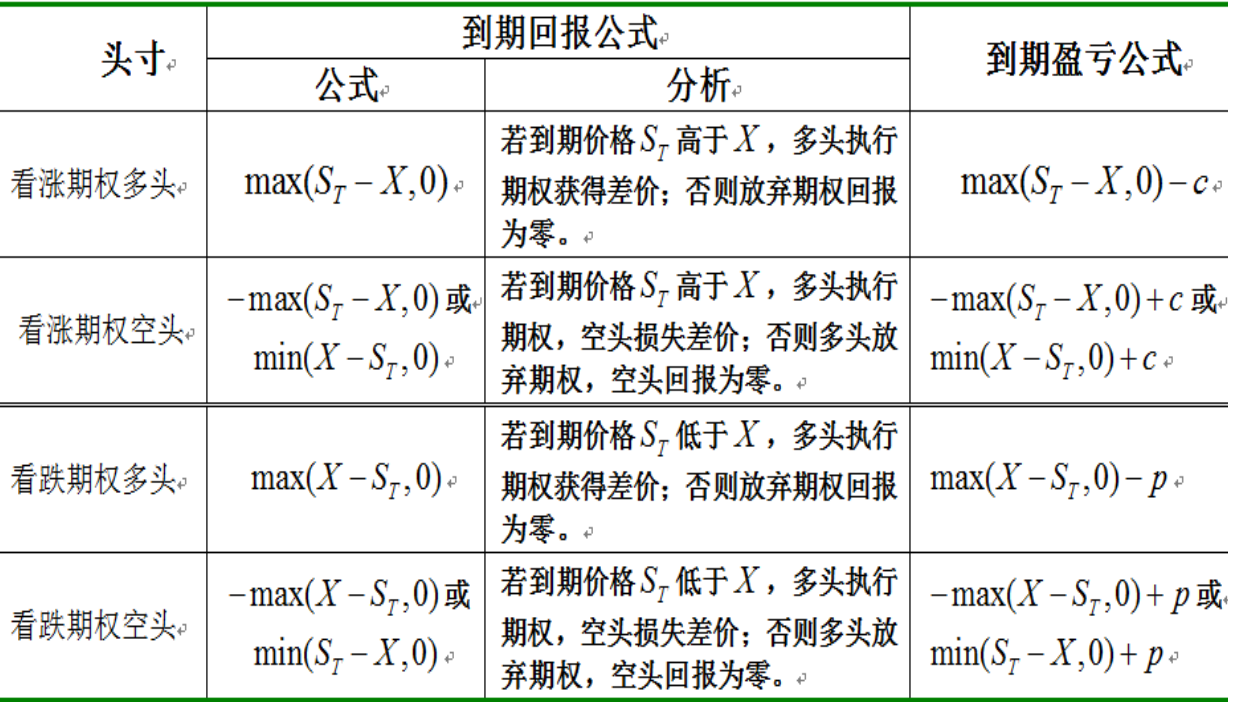 头寸 到期回报公式 到期盈亏公式
公式 分析
看涨期权多头 max(S_T − X,0) 若到期价格 S_T 高于 X，多头执行 max(S_T − X,0) − c
期权获得差价；否则放弃期权回报
为零。
看涨期权空头 −max(S_T − X,0) 或 若到期价格 S_T 高于 X，多头执行 −max(S_T − X,0) + c 或
min(X − S_T,0) 期权，空头损失差价；否则多头放 min(X − S_T,0) + c
弃期权，空头回报为零。
看跌期权多头 max(X − S_T,0) 若到期价格 S_T 低于 X，多头执行 max(X − S_T,0) − p
期权获得差价；否则放弃期权回报
为零。
看跌期权空头 −max(X − S_T,0) 或 若到期价格 S_T 低于 X，多头执行 −max(X − S_T,0) + p 或
min(S_T − X,0) 期权，空头损失差价；否则多头放 min(S_T − X,0) + p
弃期权，空头回报为零。